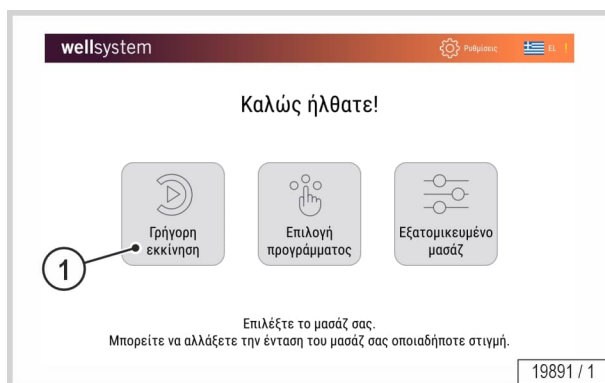 wellsystem
Ρυθμίσεις
EL !
Καλώς ήλθατε!
Γρήγορη
εκκίνηση
Επιλογή
προγράμματος
Εξατομικευμένο
μασάζ
1
Επιλέξτε το μασάζ σας.
Μπορείτε να αλλάξετε την ένταση του μασάζ σας οποιαδήποτε στιγμή.
19891 / 1